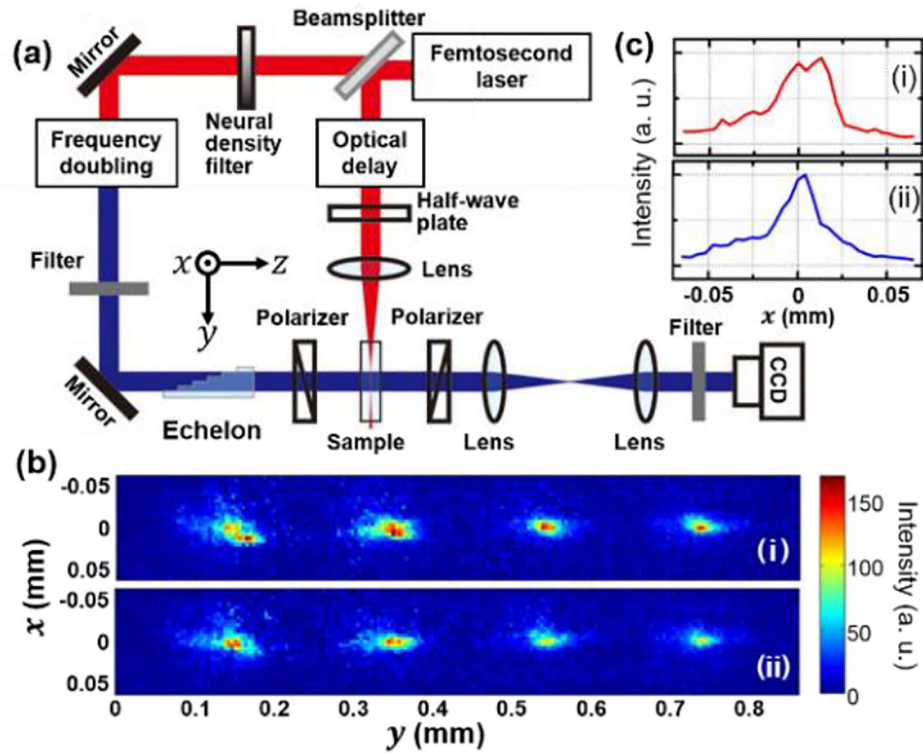 (a)
Mirror
Beamsplitter
Femtosecond
laser
Neural
density
filter
Frequency
doubling
Optical
delay
Half-wave
plate
Filter
x
z
y
Lens
Polarizer
Polarizer
Filter
Mirror
Echelon
Sample
Lens
Lens
CCD
(c)
(i)
(ii)
Intensity (a. u.)
-0.05
0
0.05
x (mm)
(b)
-0.05
0
0.05
(i)
0
0.05
(ii)
x (mm)
0
0.1
0.2
0.3
0.4
0.5
0.6
0.7
0.8
y (mm)
150
100
50
0
Intensity (a. u.)